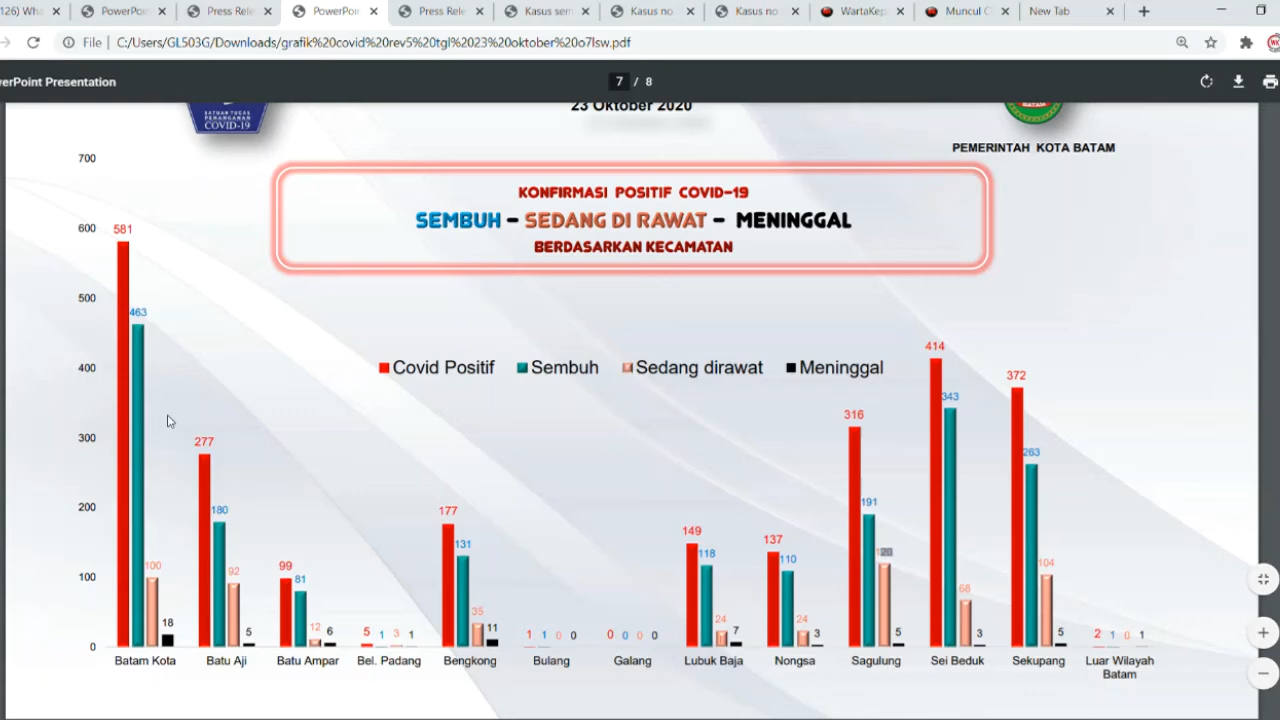 126) Wha
PowerPoi
Press Rele
PowerPoi
Press Rele
Kasus sem
Kasus no
Kasus no
WartaKep
Muncul C
New Tab
File | C:/Users/GL503G/Downloads/grafik%20covid%20rev5%20tgl%2023%20oktober%20o7lsw.pdf
werPoint Presentation
7 / 8
SATUAN TUGAS
PENANGANAN
COVID-19
23 Oktober 2020
BATAM
PEMERINTAH KOTA BATAM
KONFIRMASI POSITIF COVID-19
SEMBUH – SEDANG DI RAWAT – MENINGGAL
BERDASARKAN KECAMATAN
Covid Positif Sembuh Sedang dirawat Meninggal
700
600
500
400
300
200
100
0
581 463 100 18
277 180 92 5
99 81 12 6
5 1 3 1
177 131 35 11
1 1 0 0
0 0 0 0
149 118 24 7
137 110 24 3
316 191 120 5
414 343 68 3
372 263 104 5
2 1 0 1
Batam Kota
Batu Aji
Batu Ampar
Bel. Padang
Bengkong
Bulang
Galang
Lubuk Baja
Nongsa
Sagulung
Sei Beduk
Sekupang
Luar Wilayah
Batam